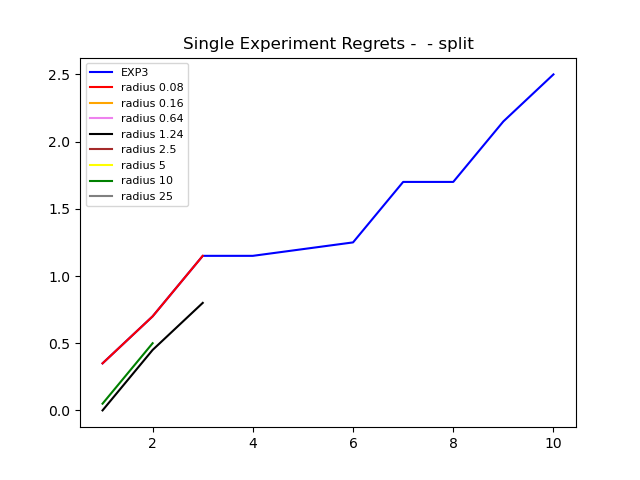 Single Experiment Regrets -  - split
EXP3
radius 0.08
radius 0.16
radius 0.64
radius 1.24
radius 2.5
radius 5
radius 10
radius 25
2.5
2.0
1.5
1.0
0.5
0.0
2 4 6 8 10